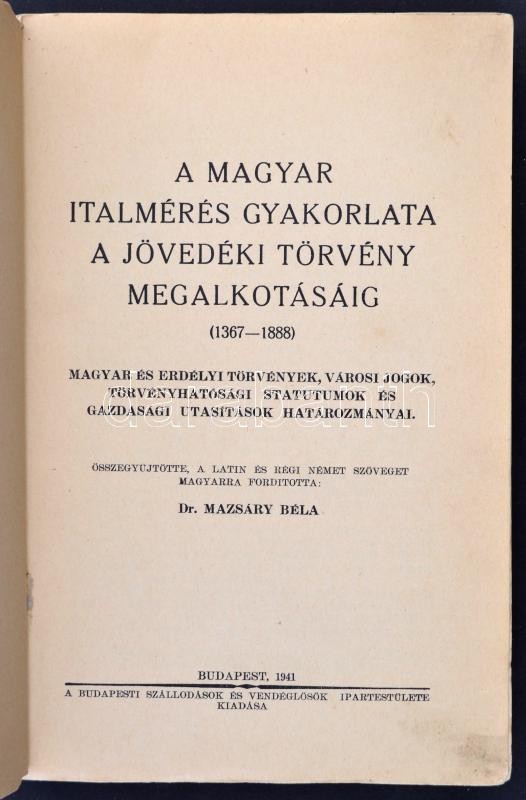 A MAGYAR
ITALMÉRÉS GYAKORLATA
A JÖVEDÉKI TÖRVÉNY
MEGALKOTÁSÁIG
(1367—1888)
MAGYAR ÉS ERDÉLYI TÖRVÉNYEK, VÁROSI JOGOK,
TÖRVÉNYHATÓSÁGI STATUTUMOK ÉS
GAZDASÁGI UTASÍTÁSOK HATÁROZMÁNYAI.
darabanth
ÖSSZEGYŰJTÖTTE, A LATIN ÉS RÉGI NÉMET SZÖVEGET
MAGYARRA FORDITOTTA:
Dr. MAZSÁRY BÉLA
BUDAPEST, 1941
A BUDAPESTI SZÁLLODÁSOK ÉS VENDÉGLŐSÖK IPARTESTÜLETE
KIADÁSA